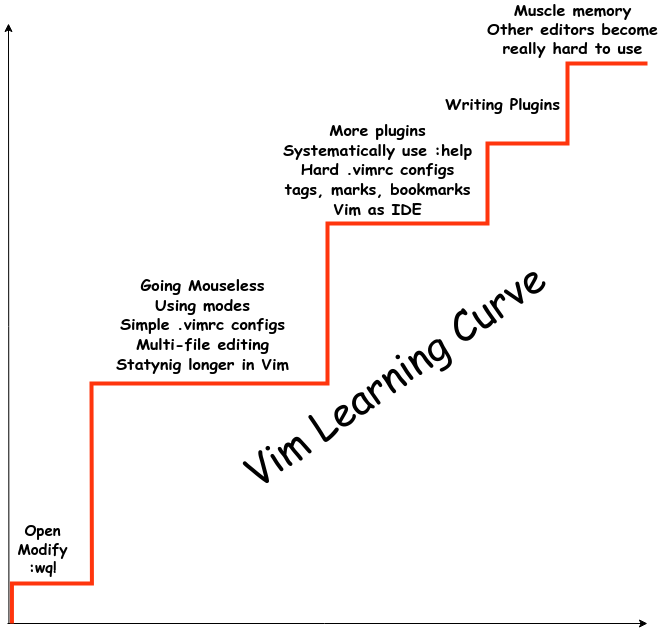 Muscle memory
Other editors become
really hard to use
Writing Plugins
More plugins
Systematically use :help
Hard .vimrc configs
tags, marks, bookmarks
Vim as IDE
Going Mouseless
Using modes
Simple .vimrc configs
Multi-file editing
Statynig longer in Vim
Vim Learning Curve
Open
Modify
:wq!